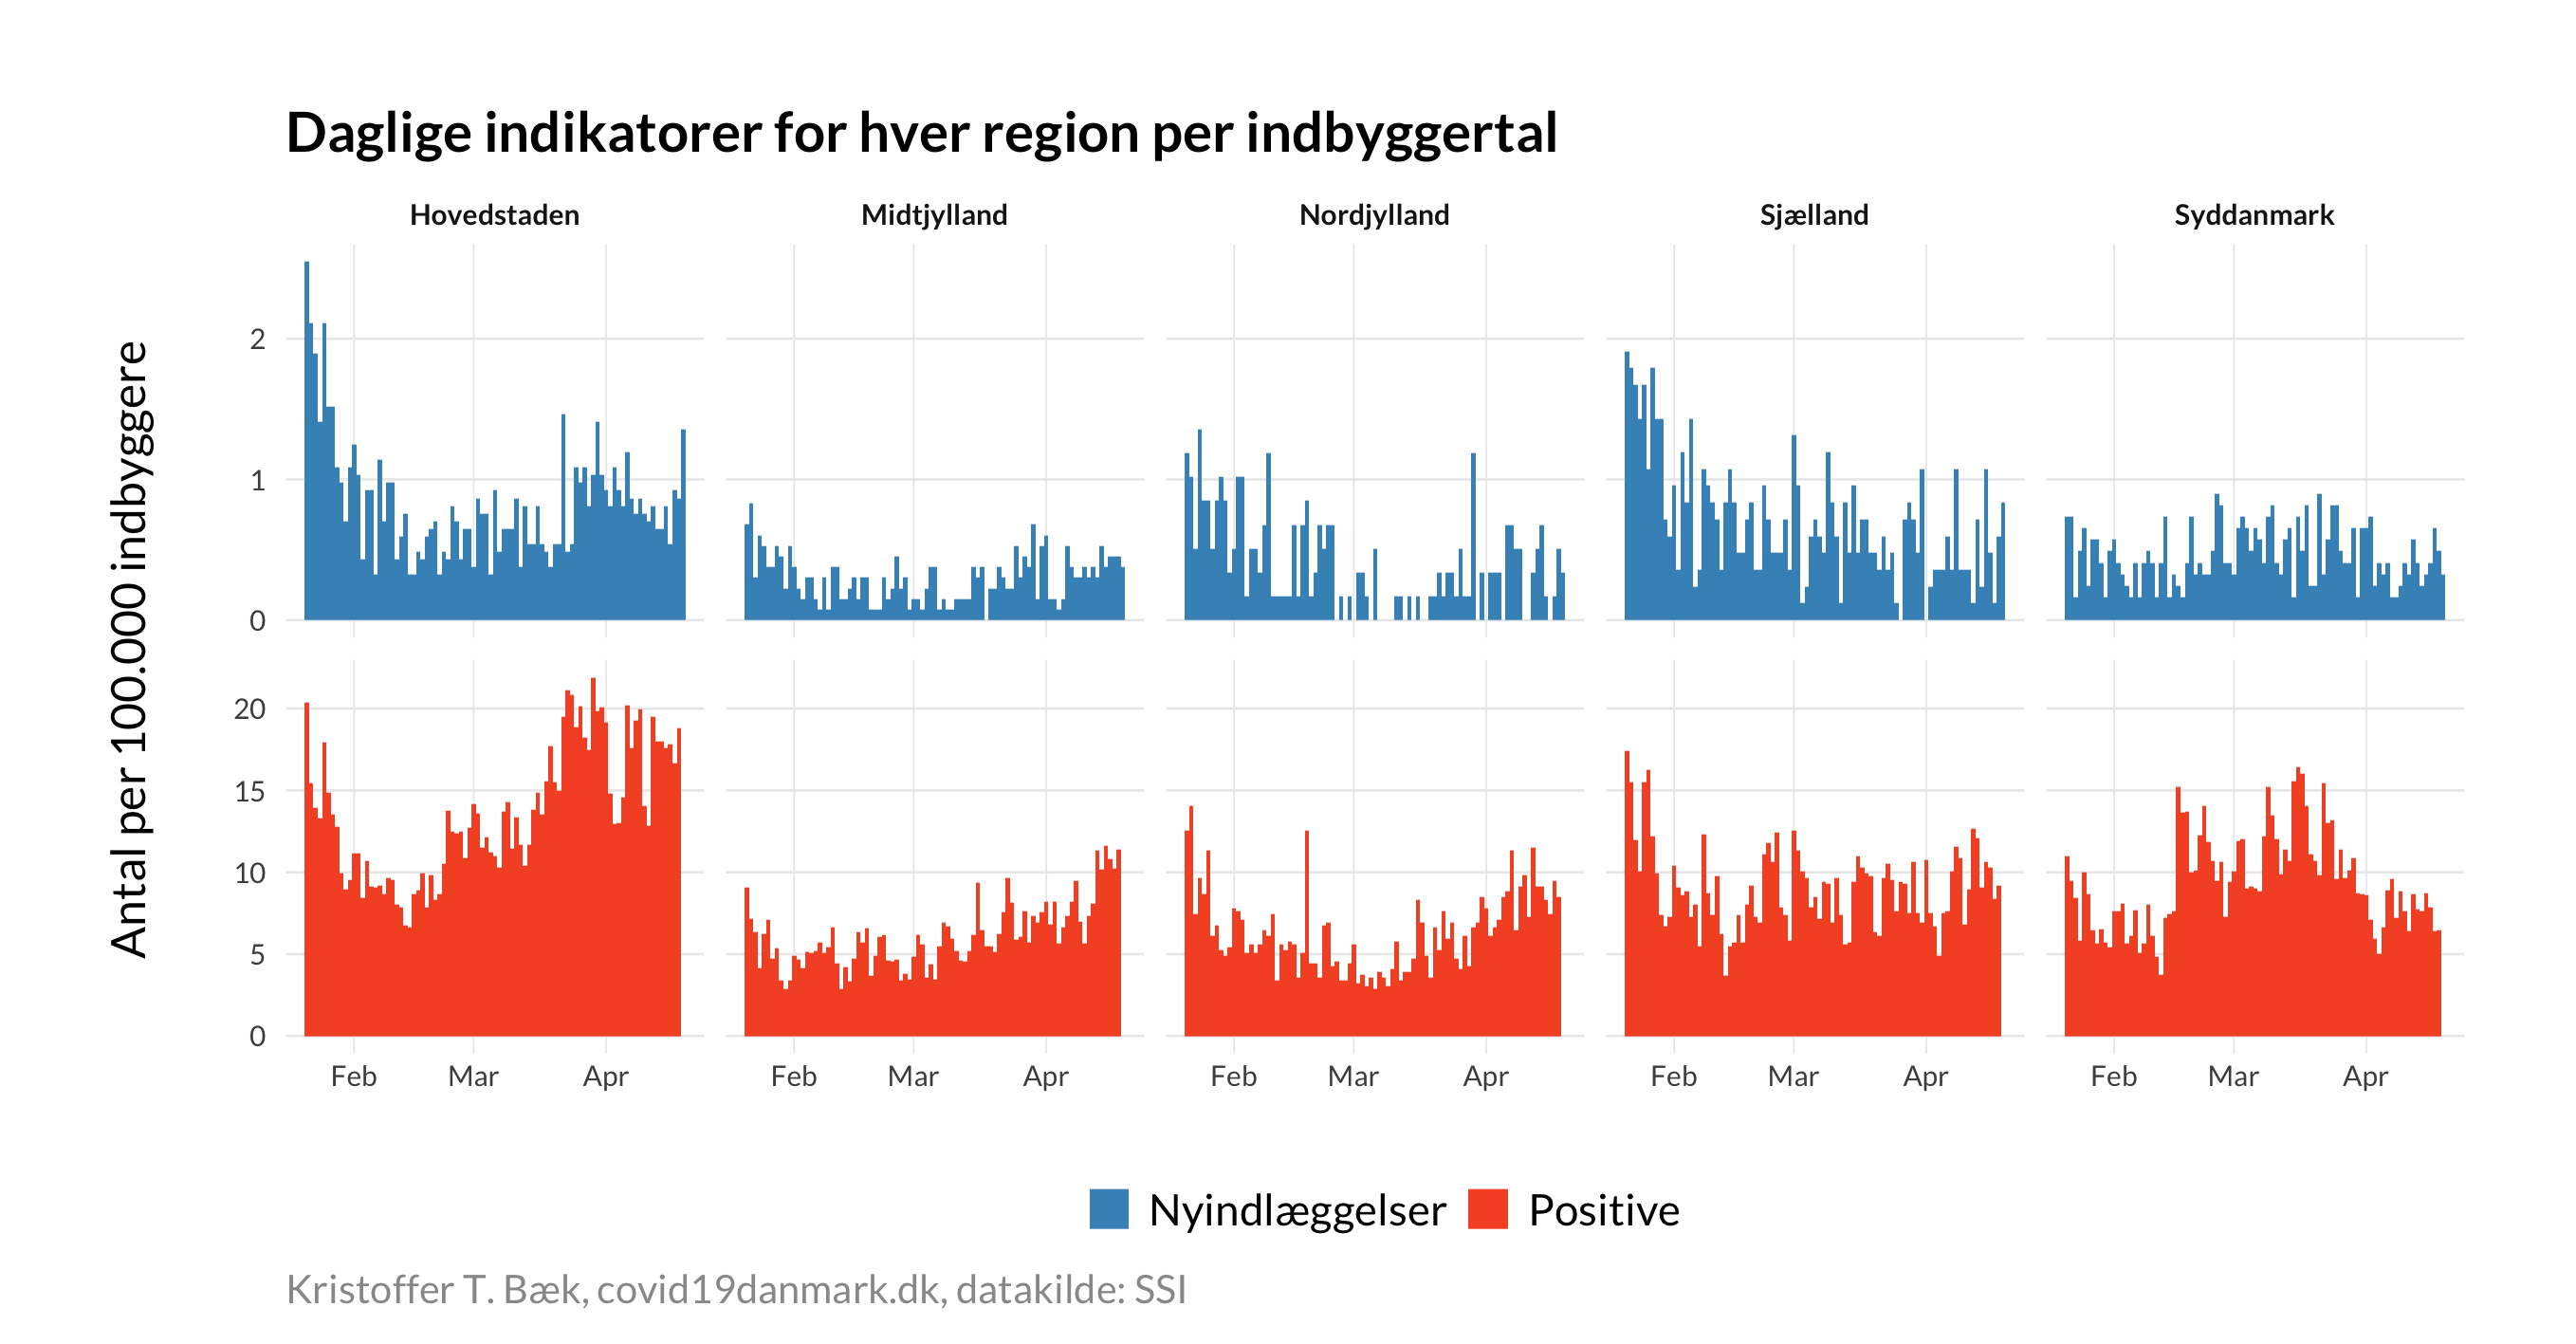 Daglige indikatorer for hver region per indbyggertal
Hovedstaden Midtjylland Nordjylland Sjælland Syddanmark
Antal per 100.000 indbyggere
2
1
0
20
15
10
5
0
Feb Mar Apr Feb Mar Apr Feb Mar Apr Feb Mar Apr Feb Mar Apr
Nyindlæggelser Positive
Kristoffer T. Bæk, covid19danmark.dk, datakilde: SSI